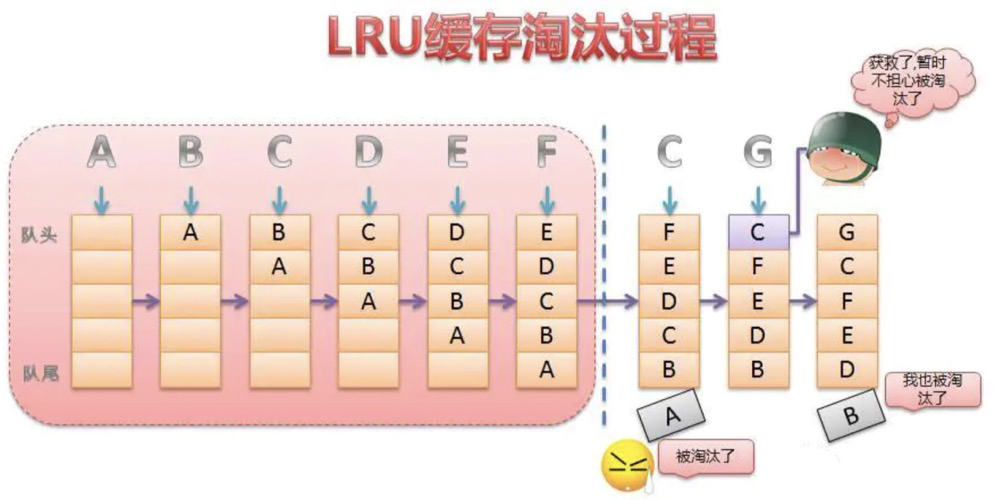 LRU缓存淘汰过程
获救了,暂时
不担心被淘
汰了
A B C D E F C G
队头 A B C D E F C G
A B C D E F C
A B C D E F
A B C D E
队尾 A B B D
A B
我也被淘
汰了
被淘汰了